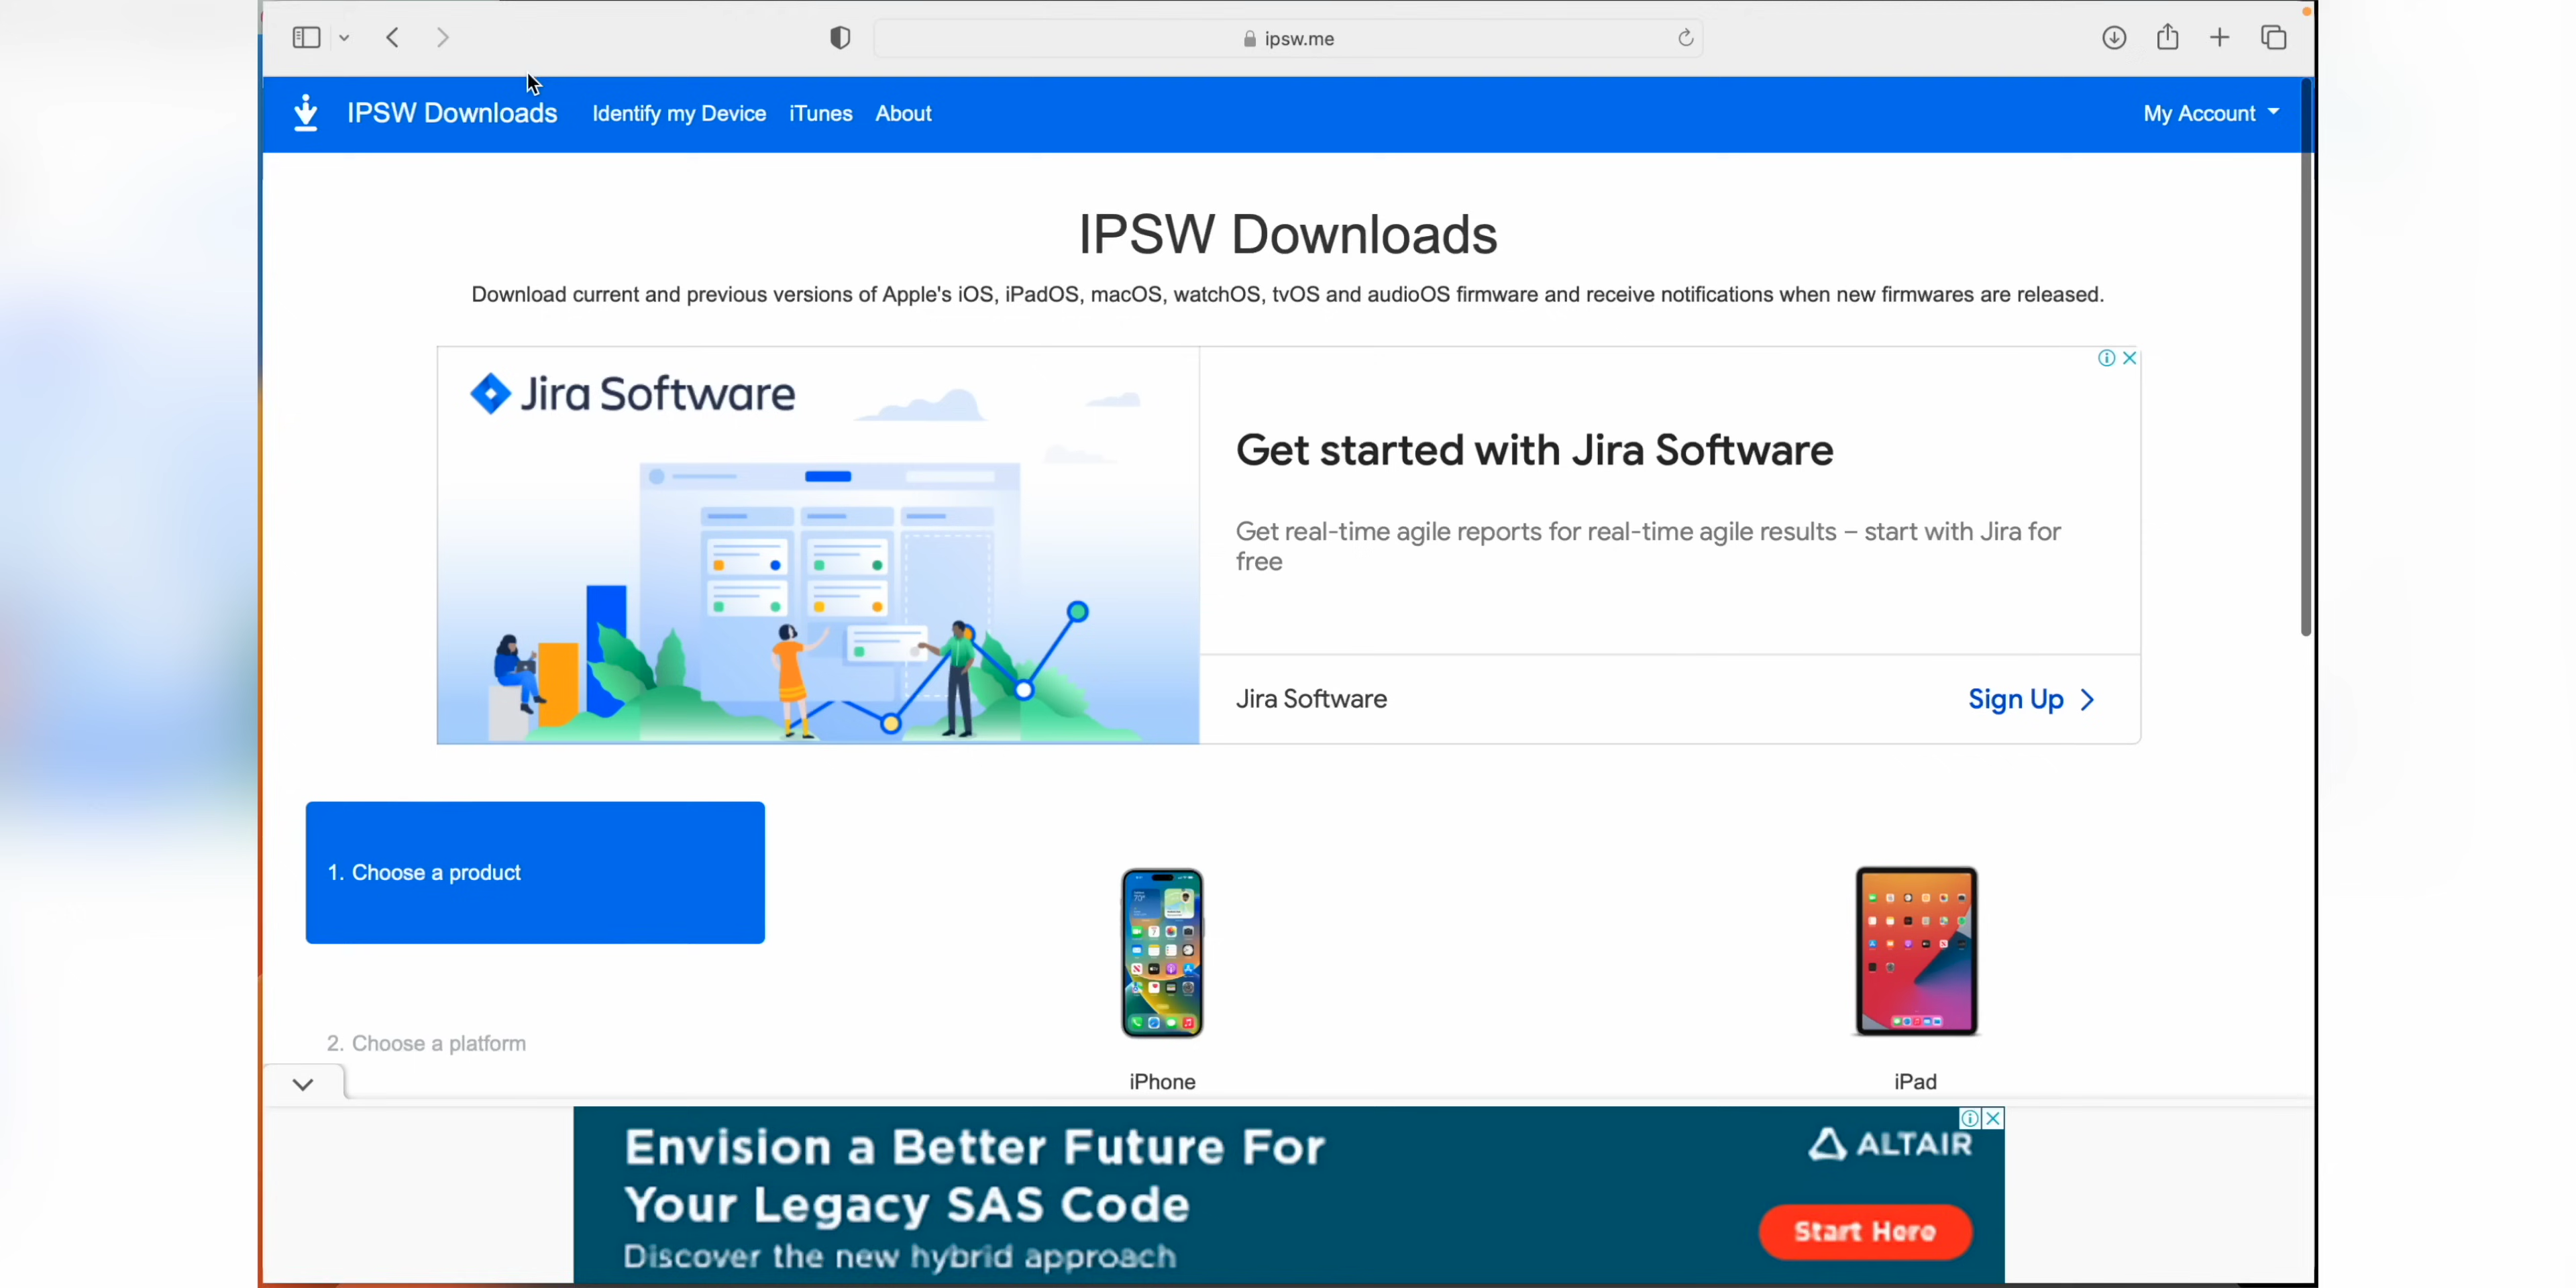 ipsw.me
IPSW Downloads Identify my Device iTunes About My Account
IPSW Downloads
Download current and previous versions of Apple's iOS, iPadOS, macOS, watchOS, tvOS and audioOS firmware and receive notifications when new firmwares are released.
Jira Software
Get started with Jira Software
Get real-time agile reports for real-time agile results – start with Jira for
free
Jira Software
Sign Up
1. Choose a product
2. Choose a platform
iPhone
iPad
Envision a Better Future For
Your Legacy SAS Code
Discover the new hybrid approach
ALTAIR
Start Here